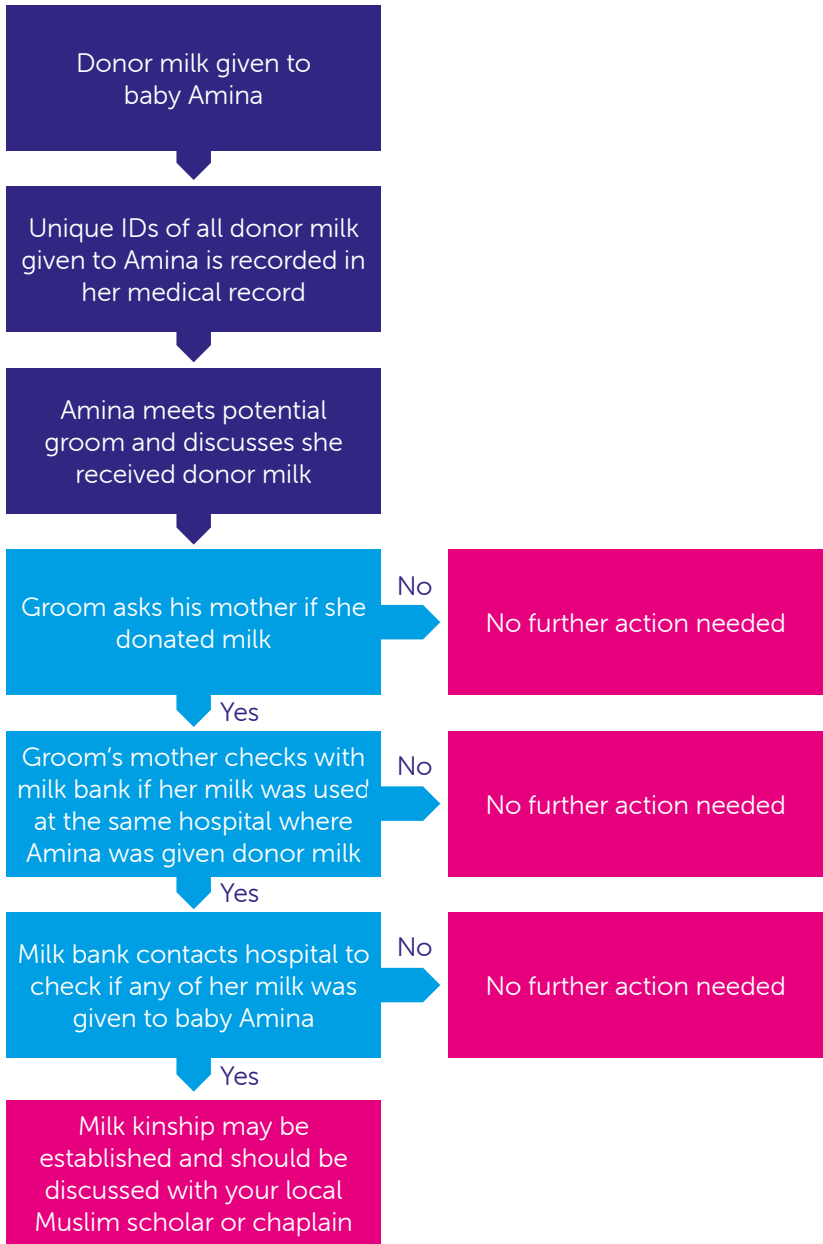 Donor milk given to
baby Amina
Unique IDs of all donor milk
given to Amina is recorded in
her medical record
Amina meets potential
groom and discusses she
received donor milk
Groom asks his mother if she
donated milk
No
No further action needed
Yes
Groom's mother checks with
milk bank if her milk was used
at the same hospital where
Amina was given donor milk
No
No further action needed
Yes
Milk bank contacts hospital to
check if any of her milk was
given to baby Amina
No
No further action needed
Yes
Milk kinship may be
established and should be
discussed with your local
Muslim scholar or chaplain